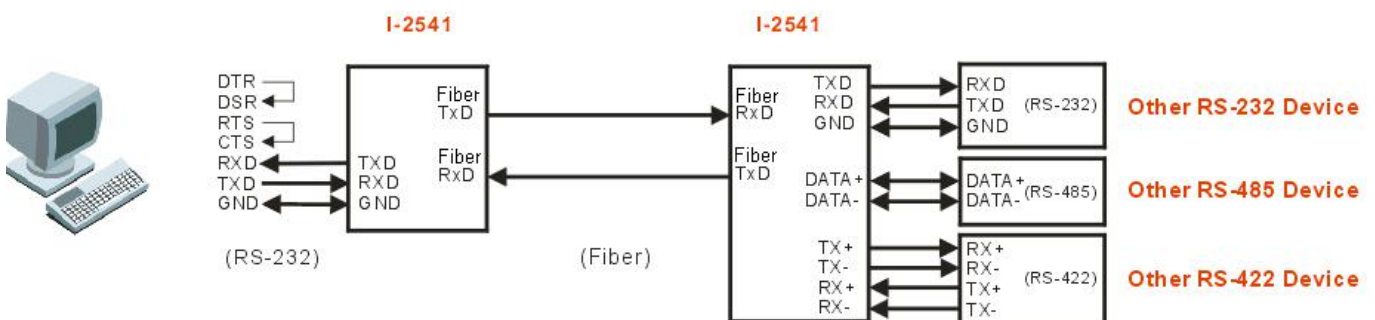 I-2541
I-2541
DTR
DSR
RTS
CTS
RXD
TXD
GND
(RS-232)
TXD
RXD
GND
Fiber
TxD
Fiber
RxD
(Fiber)
Fiber
RxD
Fiber
TxD
TXD
RXD
GND
DATA+
DATA-
TX+
TX-
RX+
RX-
RXD
TXD
GND
(RS-232)
Other RS-232 Device
DATA+
DATA-
(RS-485)
Other RS-485 Device
RX+
RX-
TX+
TX-
(RS-422)
Other RS-422 Device